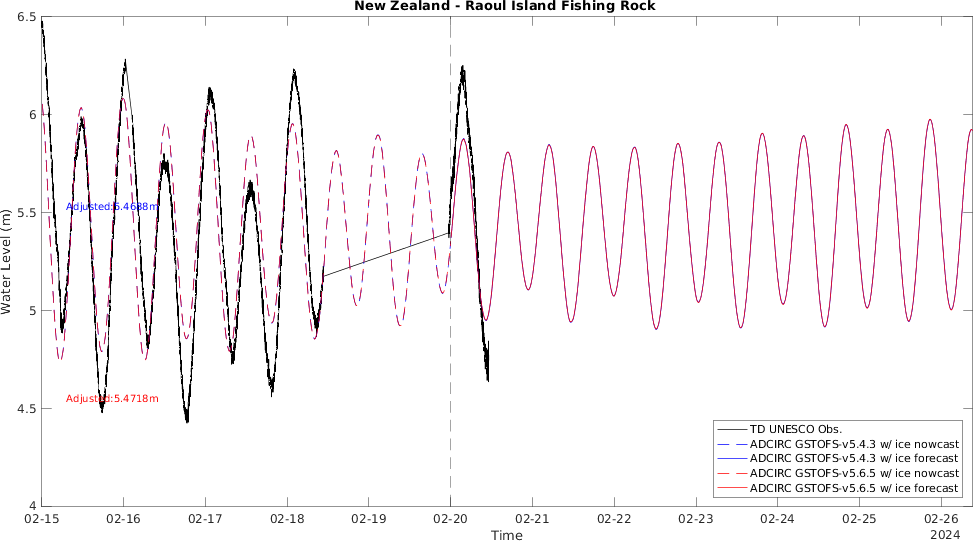 New Zealand - Raoul Island Fishing Rock
6.5
6
5.5
5
4.5
4
Water Level (m)
Adjusted:5.4688m
Adjusted:5.4718m
TD UNESCO Obs.
ADCIRC GSTOFS-v5.4.3 w/ ice nowcast
ADCIRC GSTOFS-v5.4.3 w/ ice forecast
ADCIRC GSTOFS-v5.6.5 w/ ice nowcast
ADCIRC GSTOFS-v5.6.5 w/ ice forecast
02-15 02-16 02-17 02-18 02-19 02-20 02-21 02-22 02-23 02-24 02-25 02-26
Time
2024